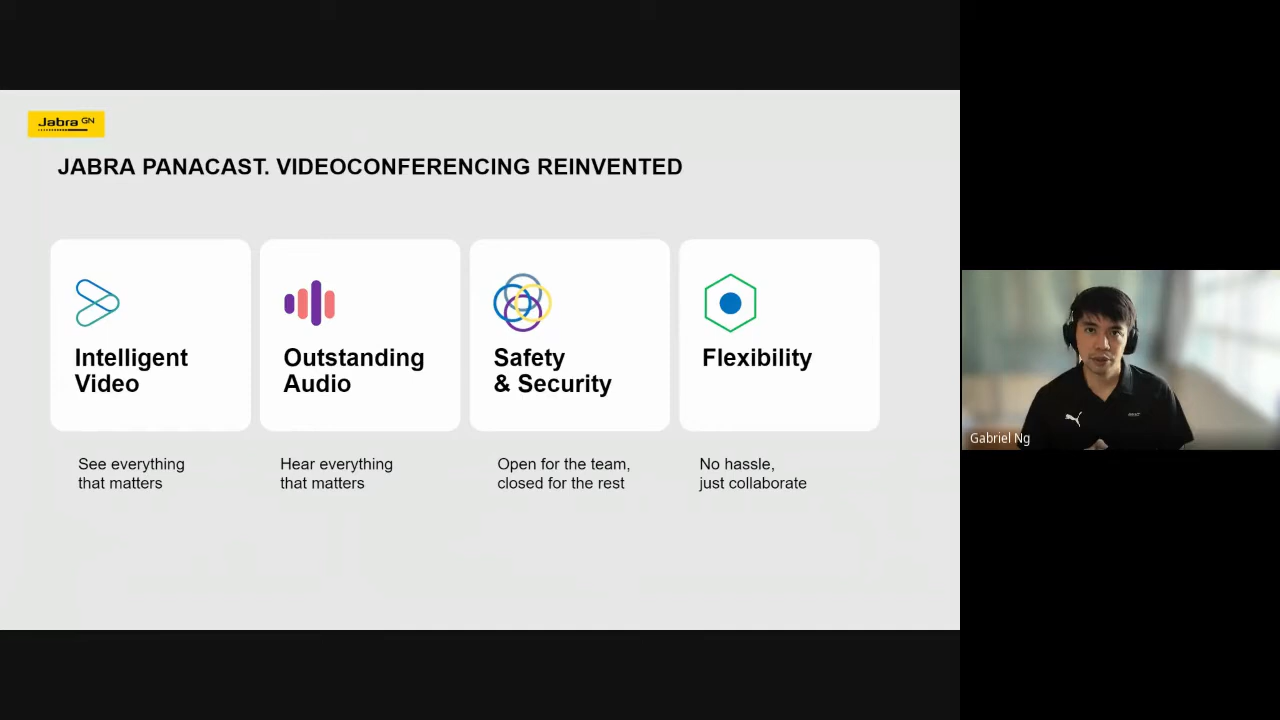 Jabra GN
JABRA PANACAST. VIDEOCONFERENCING REINVENTED
Intelligent
Video
Outstanding
Audio
Safety
& Security
Flexibility
See everything
that matters
Hear everything
that matters
Open for the team,
closed for the rest
No hassle,
just collaborate
Gabriel Ng